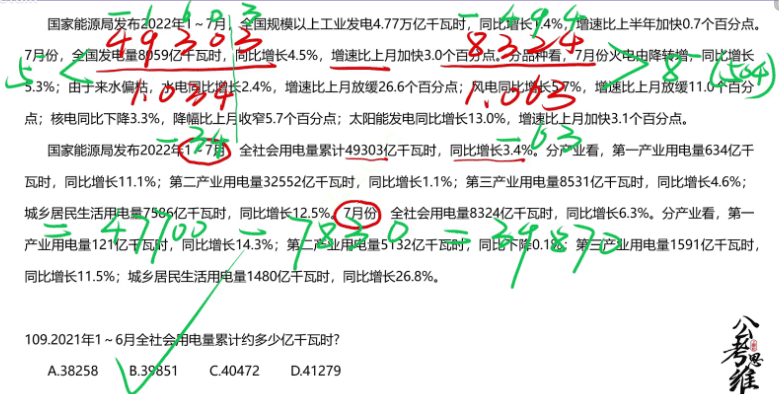 国家能源局发布2022年1~7月,全国规模以上工业发电4.77万亿千瓦时,同比增长1.4%,增速比上半年加快0.7个百分点。
7月份,全国发电量8059亿千瓦时,同比增长4.5%,增速比上月加快3.0个百分点。分品种看,7月份火电由降转增,同比增长
5.3%;由于来水偏枯,水电同比增长2.4%,增速比上月放缓26.6个百分点;风电同比增长5.7%,增速比上月放缓11.0个百分
点;核电同比下降3.3%,降幅比上月收窄5.7个百分点;太阳能发电同比增长13.0%,增速比上月加快3.1个百分点。
国家能源局发布2022年1~7月,全社会用电量累计49303亿千瓦时,同比增长3.4%。分产业看,第一产业用电量634亿千
瓦时,同比增长11.1%;第二产业用电量32552亿千瓦时,同比增长1.1%;第三产业用电量8531亿千瓦时,同比增长4.6%;
城乡居民生活用电量7586亿千瓦时,同比增长12.5%。7月份,全社会用电量8324亿千瓦时,同比增长6.3%。分产业看,第一
产业用电量121亿千瓦时,同比增长14.3%;第二产业用电量5132亿千瓦时,同比下降0.1%;第三产业用电量1591亿千瓦时,
同比增长11.5%;城乡居民生活用电量1480亿千瓦时,同比增长26.8%。
49303
1.034
8324
1.063
5
-34
-63
= 47700 - 7830 = 39870
109.2021年1~6月全社会用电量累计约多少亿千瓦时?
A.38258 B.39851 C.40472 D.41279
公考思维